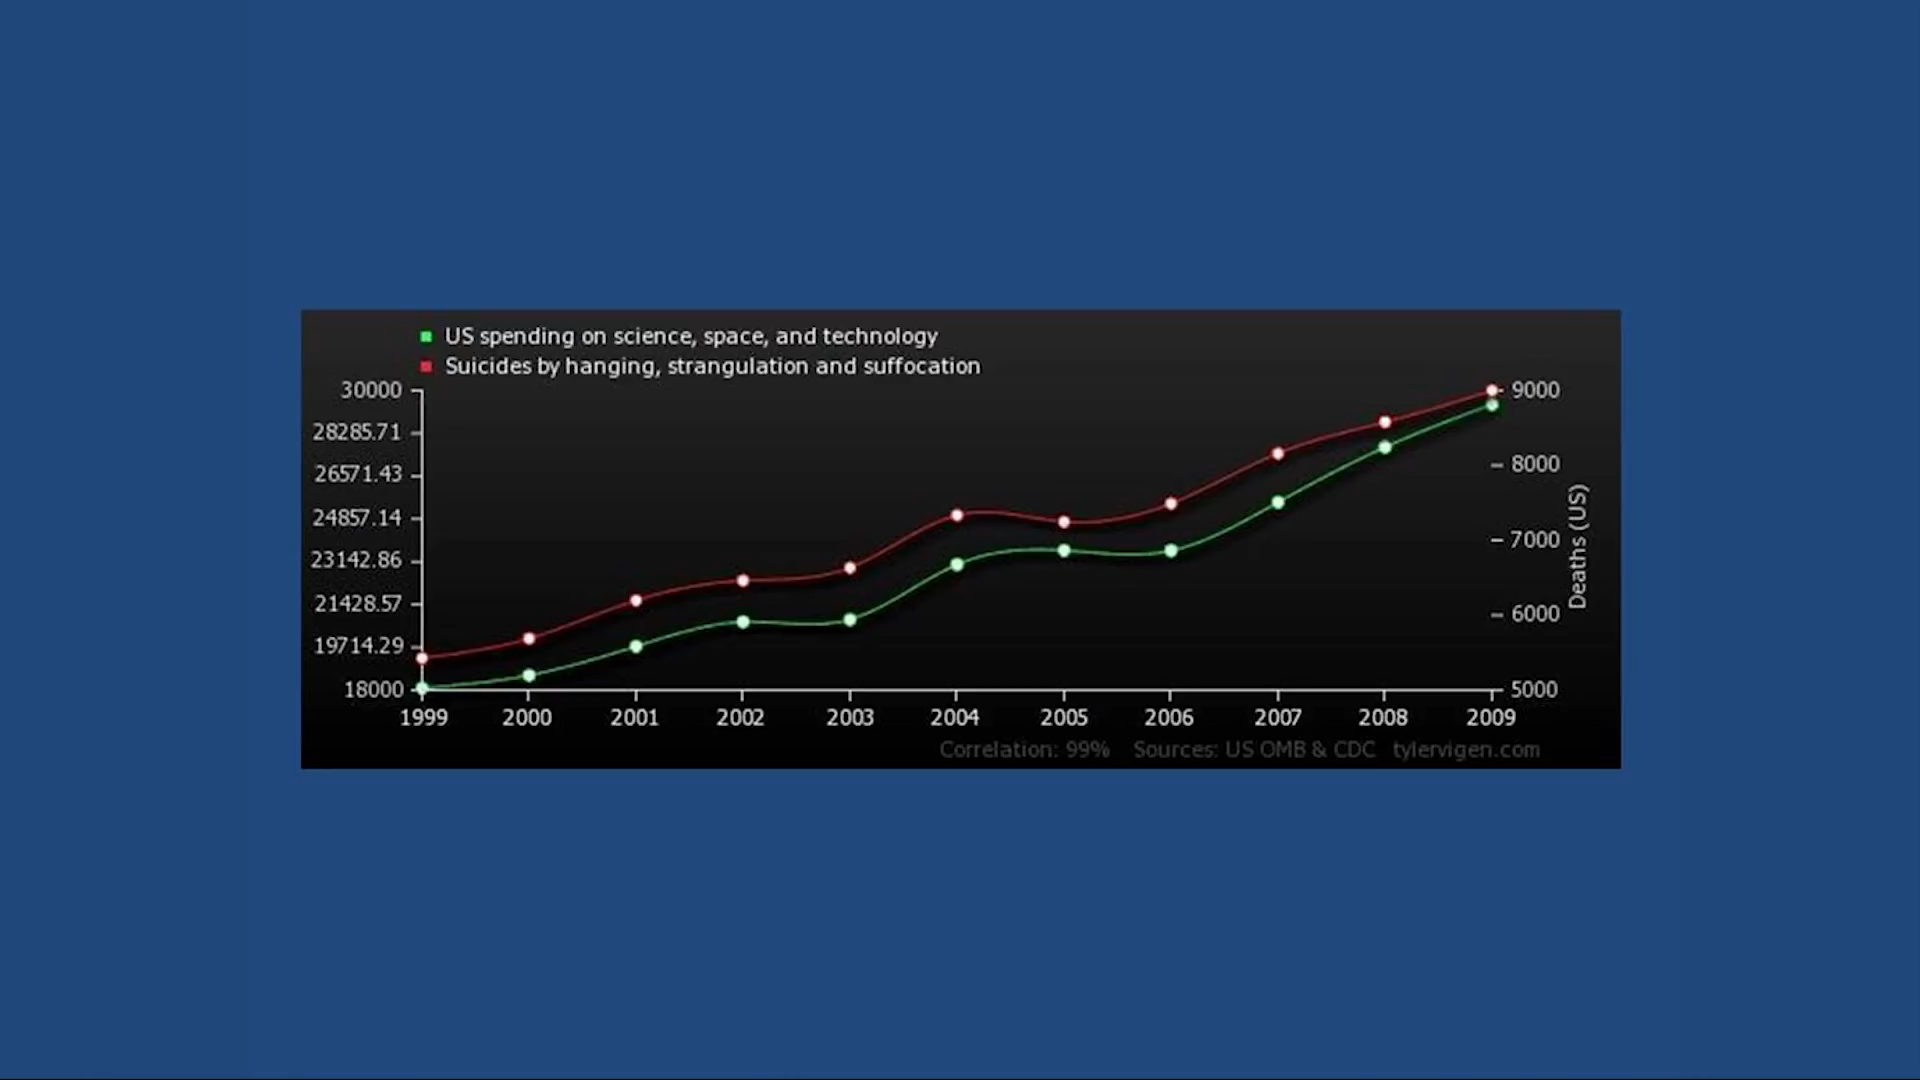 US spending on science, space, and technology
Suicides by hanging, strangulation and suffocation
30000
28285.71
26571.43
24857.14
23142.86
21428.57
19714.29
18000
9000
8000
7000
6000
5000
Deaths (US)
1999 2000 2001 2002 2003 2004 2005 2006 2007 2008 2009
Correlation: 99% Sources: US OMB & CDC tylervigen.com